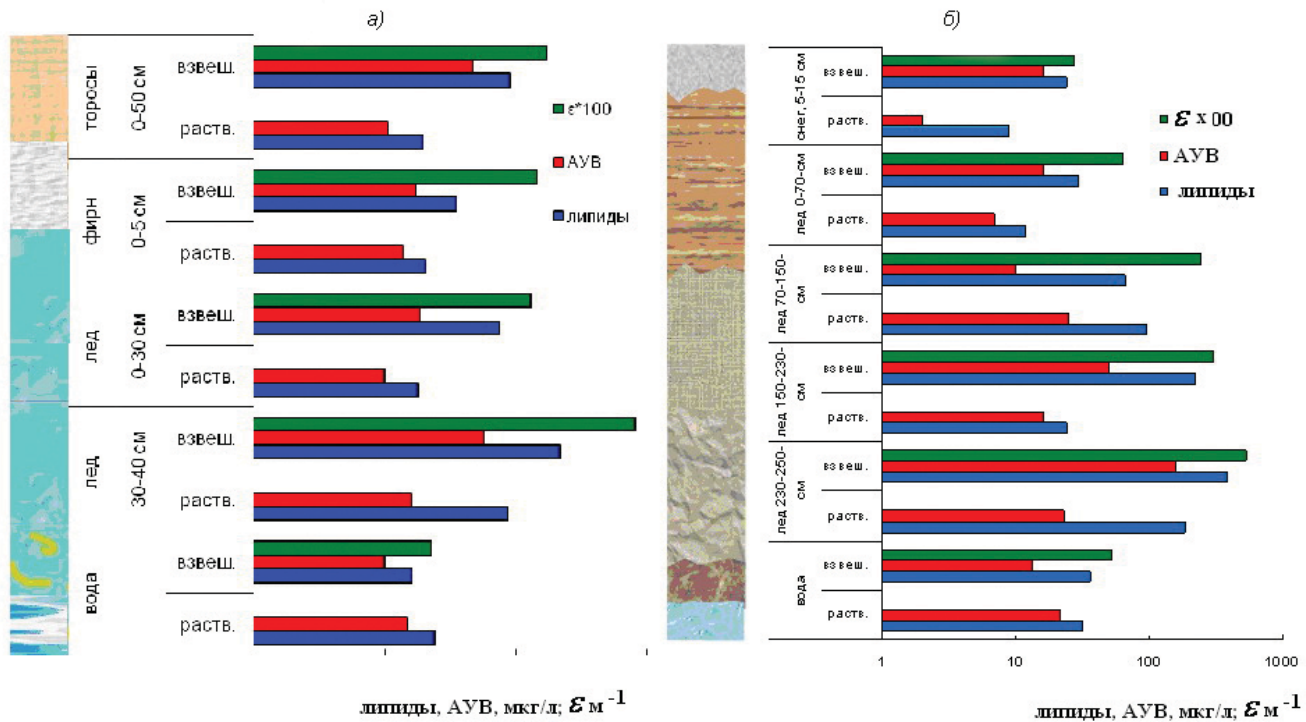 а)
торосы
0-50 см
взвеш.
раств.
фирн
0-5 см
взвеш.
раств.
лед
0-30 см
взвеш.
раств.
лед
30-40 см
взвеш.
раств.
вода
взвеш.
раств.
ε*100
АУВ
липиды
липиды, АУВ, мкг/л; ε м -1
б)
снег, 5-15 см
взвеш.
раств.
лед 0-70-см
взвеш.
раств.
лед 70-150-
см
взвеш.
раств.
лед 150-230-
см
взвеш.
раств.
лед 230-250-
см
взвеш.
раств.
вода
взвеш.
раств.
ε x 00
АУВ
липиды
1 10 100 1000
липиды, АУВ, мкг/л; ε м -1